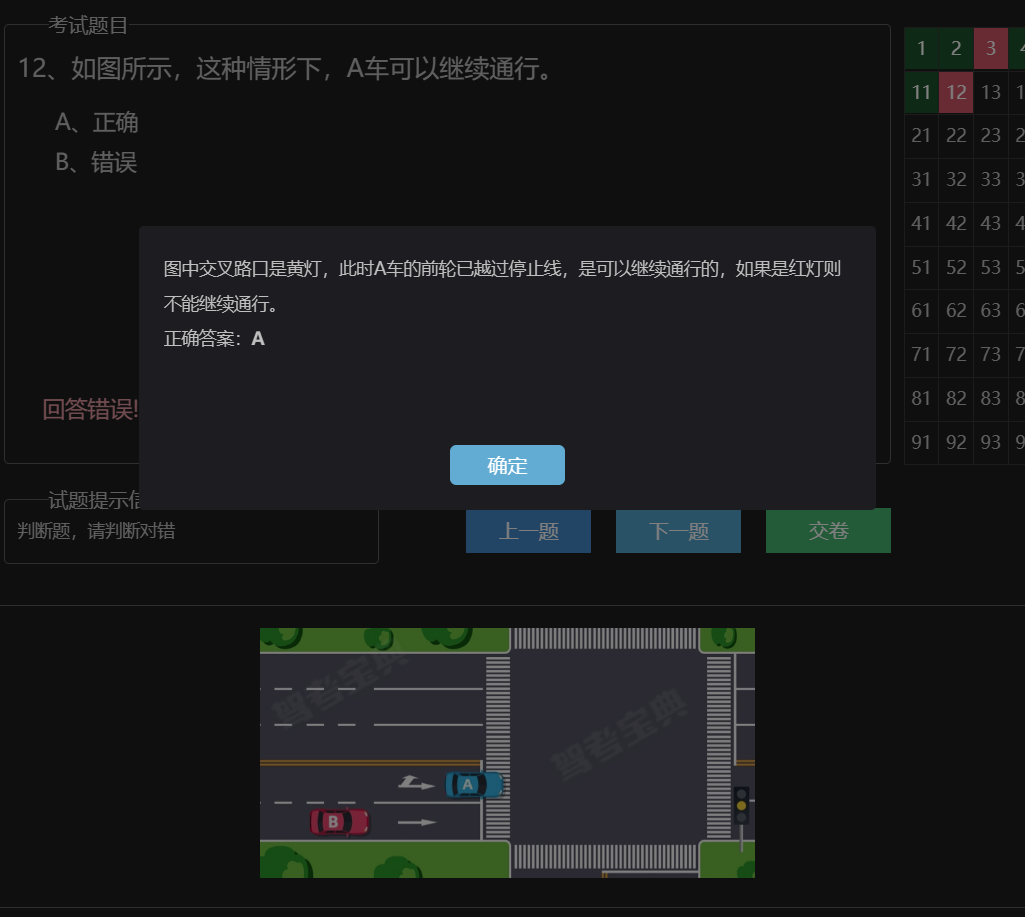 考试题目
12、如图所示，这种情形下，A车可以继续通行。
A、正确
B、错误
图中交叉路口是黄灯，此时A车的前轮已越过停止线，是可以继续通行的，如果是红灯则
不能继续通行。
正确答案：A
回答错误!
确定
试题提示信
判断题，请判断对错
上一题 下一题 交卷
1 2 3 4
11 12 13 1
21 22 23 2
31 32 33 3
41 42 43 4
51 52 53 5
61 62 63 6
71 72 73 7
81 82 83 8
91 92 93 9
驾考宝典
驾考宝典
A
B